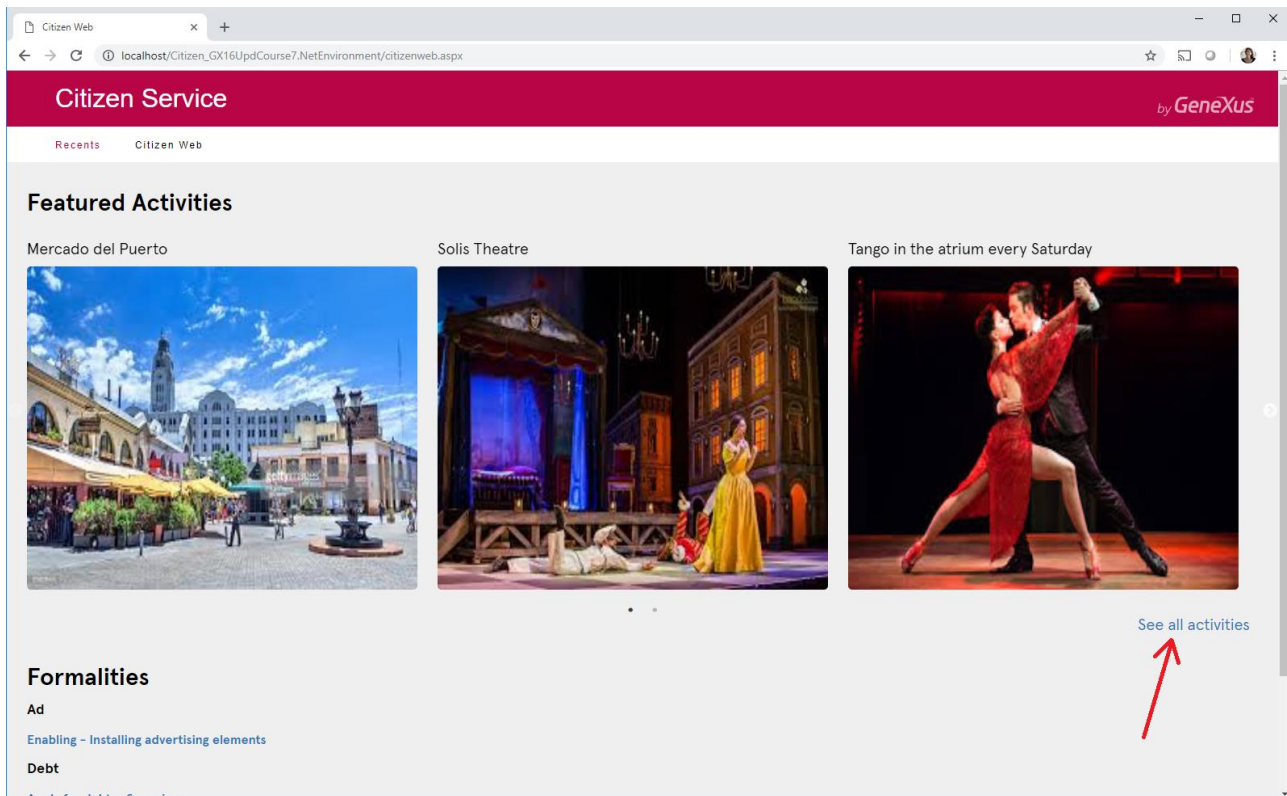 Citizen Web
localhost/Citizen_GX16UpdCourse7.NetEnvironment/citizenweb.aspx
Citizen Service
by GeneXus
Recents Citizen Web
Featured Activities
Mercado del Puerto Solis Theatre Tango in the atrium every Saturday
gettyimages
See all activities
Formalities
Ad
Enabling - Installing advertising elements
Debt